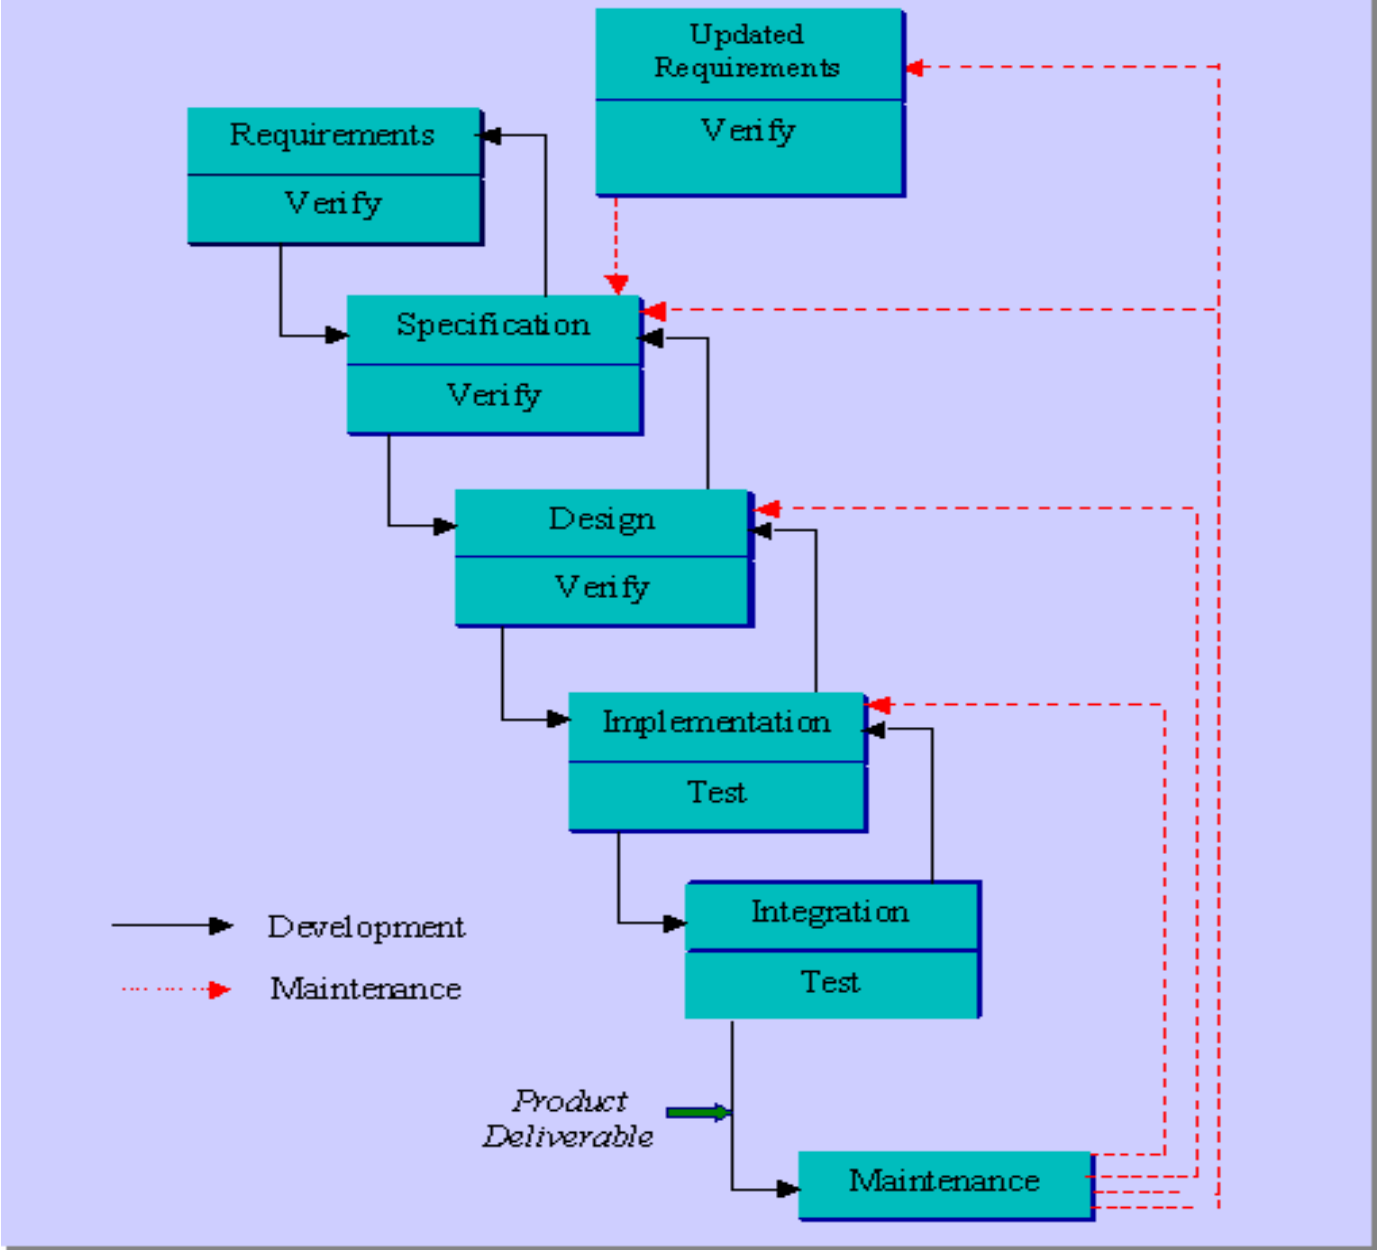 Updated
Requirements
Verify
Requirements
Verify
Specification
Verify
Design
Verify
Implementation
Test
Integration
Test
Development
Maintenance
Product
Deliverable
Maintenance